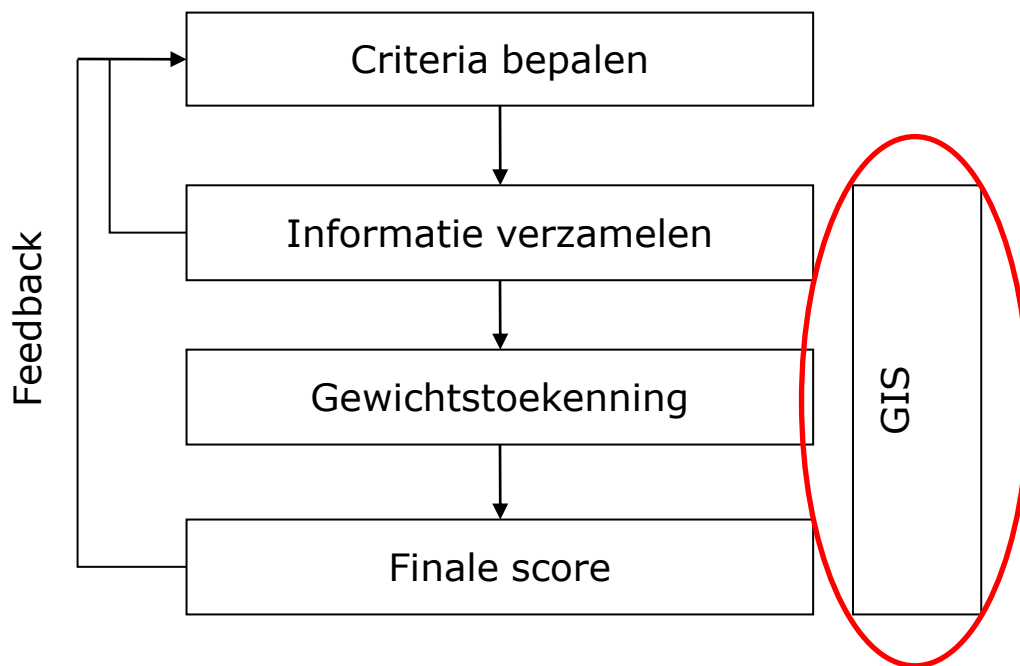 Criteria bepalen
Informatie verzamelen
Gewichtstoekenning
Finale score
Feedback
GIS